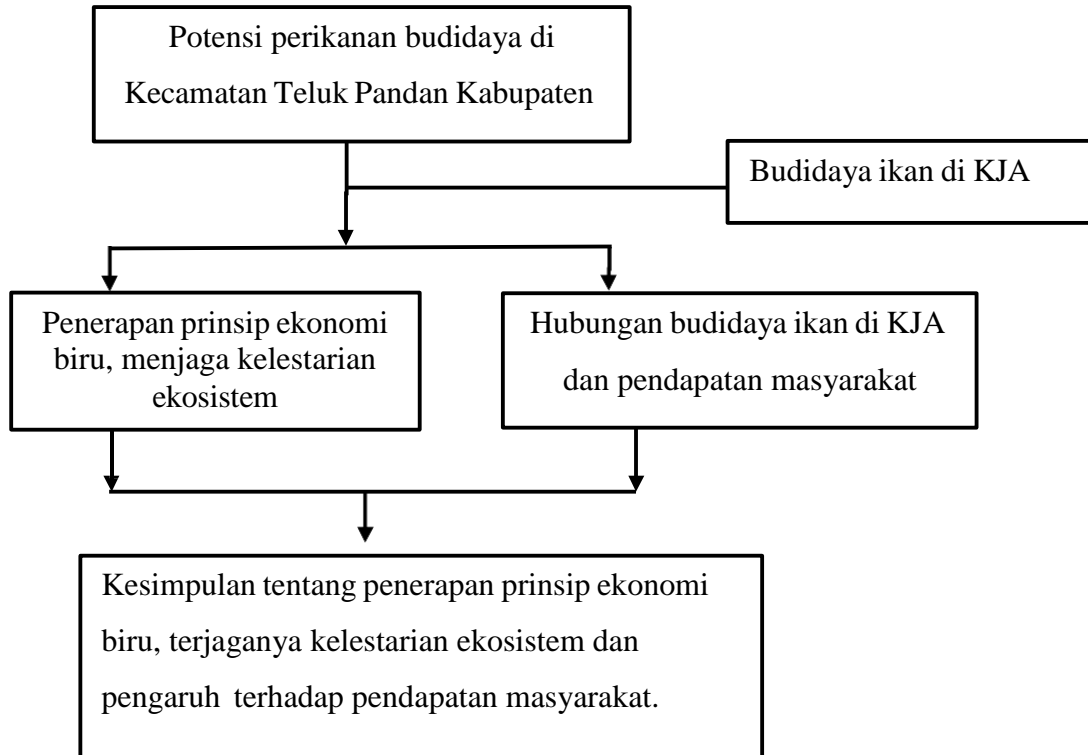 Potensi perikanan budidaya di
Kecamatan Teluk Pandan Kabupaten
Budidaya ikan di KJA
Penerapan prinsip ekonomi
biru, menjaga kelestarian
ekosistem
Hubungan budidaya ikan di KJA
dan pendapatan masyarakat
Kesimpulan tentang penerapan prinsip ekonomi
biru, terjaganya kelestarian ekosistem dan
pengaruh terhadap pendapatan masyarakat.